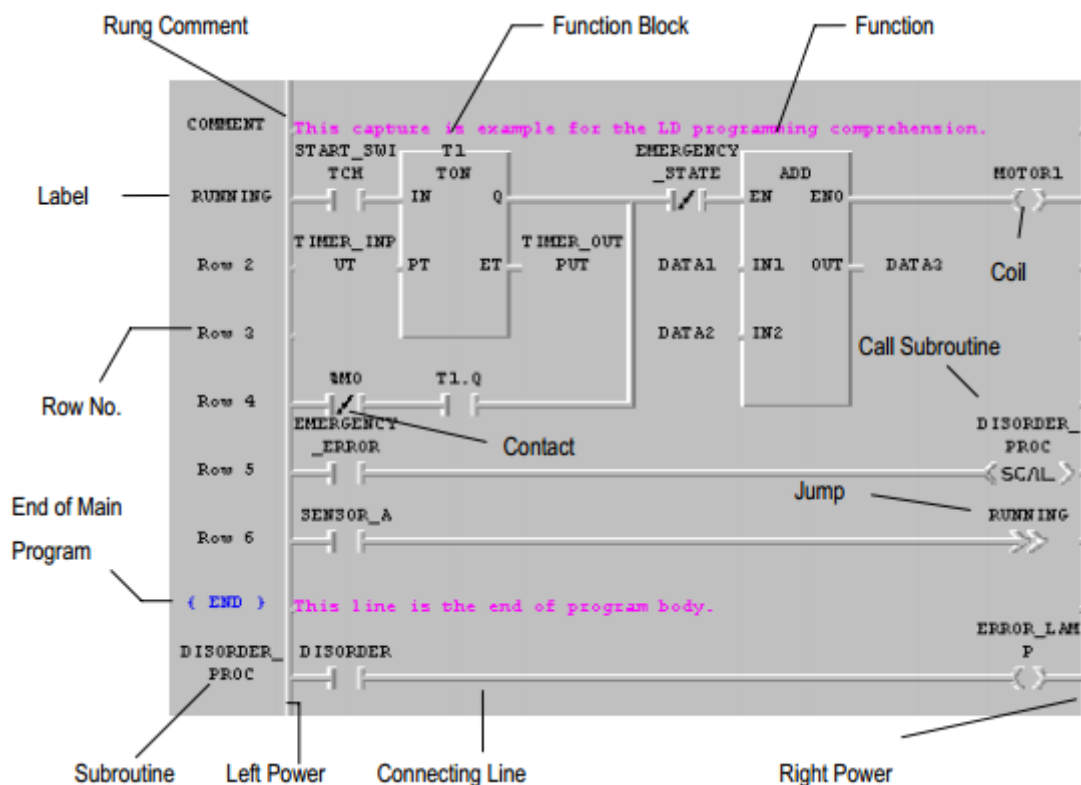 Rung Comment
Function Block
Function
COMMENT
This capture is example for the LD programming comprehension.
START_SWI
TCH
T1
TON
EMERGENCY
_STATE
ADD
MOTOR1
Label
RUNNING
IN
Q
EN
ENO
TIMER_INP
UT
TIMER_OUT
PUT
Row 2
PT
ET
DATA1
IN1
OUT
DATA3
Coil
Row 3
DATA2
IN2
Call Subroutine
Row No.
Row 4
%M0
T1.Q
Contact
EMERGENCY
_ERROR
DISORDER_
PROC
Row 5
SCAL
Jump
End of Main
Program
Row 6
SENSOR_A
RUNNING
{ END }
This line is the end of program body.
DISORDER_
PROC
DISORDER
ERROR_LAM
P
Subroutine
Left Power
Connecting Line
Right Power